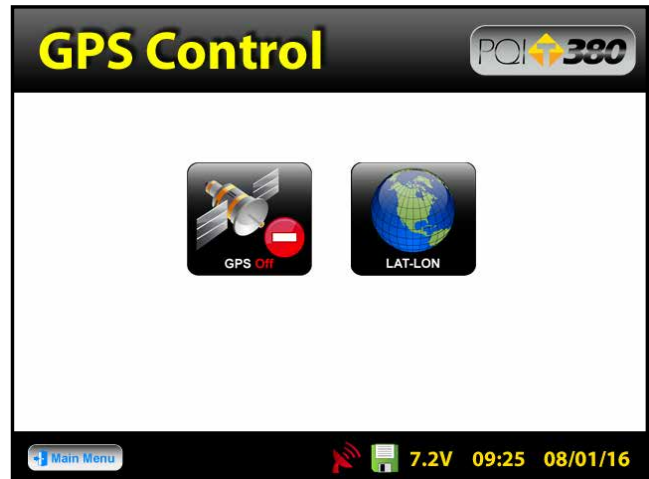 GPS Control
PQI T 380
GPS Off
LAT-LON
Main Menu
7.2V 09:25 08/01/16